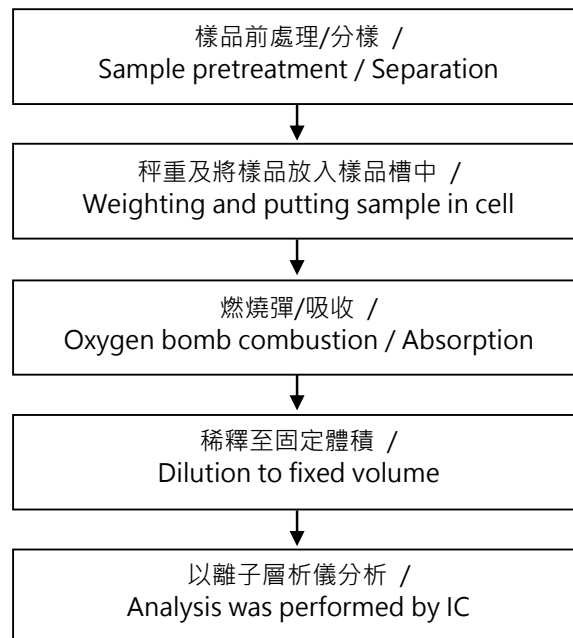 樣品前處理/分樣 /
Sample pretreatment / Separation
秤重及將樣品放入樣品槽中 /
Weighting and putting sample in cell
燃燒彈/吸收 /
Oxygen bomb combustion / Absorption
稀釋至固定體積 /
Dilution to fixed volume
以離子層析儀分析 /
Analysis was performed by IC